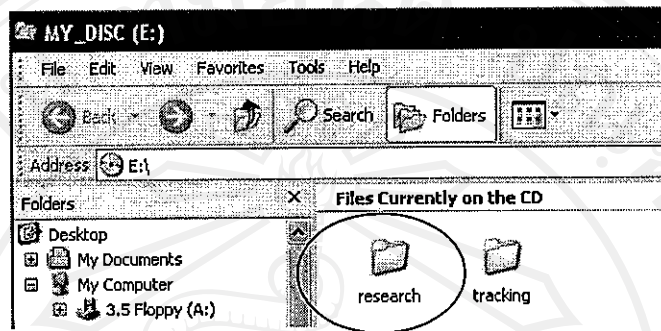 MY_DISC (E:)
File Edit View Favorites Tools Help
Back Search Folders
Address E:\
Folders
Files Currently on the CD
Desktop
My Documents
My Computer
3.5 Floppy (A:)
research
tracking